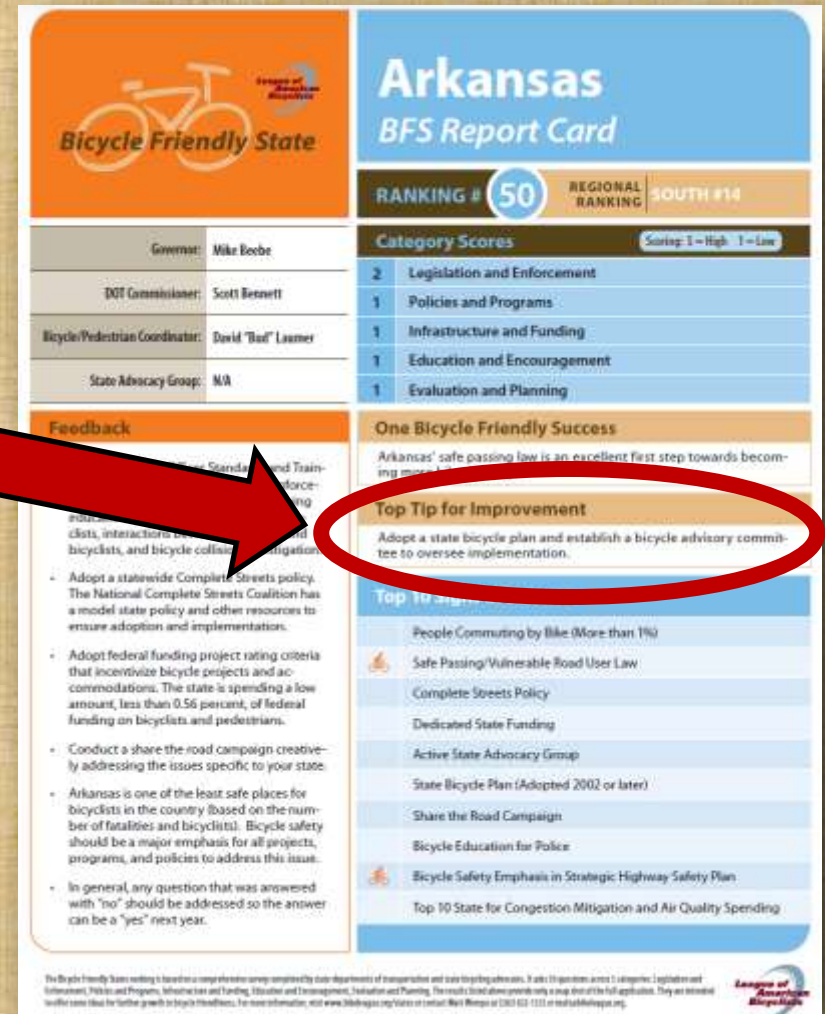 League of
American
Bicyclists
Bicycle Friendly State
Arkansas
BFS Report Card
RANKING # 50
REGIONAL
RANKING
SOUTH #14
Governor: Mike Beebe
DOT Commissioner: Scott Bennett
Bicycle/Pedestrian Coordinator: David "Bud" Laumer
State Advocacy Group: N/A
Category Scores
Scoring: 5 = High 1 = Low
2 Legislation and Enforcement
1 Policies and Programs
1 Infrastructure and Funding
1 Education and Encouragement
1 Evaluation and Planning
Feedback
Standards and Train-
clists, interactions
bicyclists, and bicycle
• Adopt a statewide Complete Streets policy.
The National Complete Streets Coalition has
a model state policy and other resources to
ensure adoption and implementation.
• Adopt federal funding project rating criteria
that incentivize bicycle projects and ac-
commodations. The state is spending a low
amount, less than 0.56 percent, of federal
funding on bicyclists and pedestrians.
• Conduct a share the road campaign creative-
ly addressing the issues specific to your state.
• Arkansas is one of the least safe places for
bicyclists in the country (based on the num-
ber of fatalities and bicyclists). Bicycle safety
should be a major emphasis for all projects,
programs, and policies to address this issue.
• In general, any question that was answered
with "no" should be addressed so the answer
can be a "yes" next year.
One Bicycle Friendly Success
Arkansas' safe passing law is an excellent first step towards becom-
ing more
Top Tip for Improvement
Adopt a state bicycle plan and establish a bicycle advisory commit-
tee to oversee implementation.
Top 10
People Commuting by Bike (More than 1%)
Safe Passing/Vulnerable Road User Law
Complete Streets Policy
Dedicated State Funding
Active State Advocacy Group
State Bicycle Plan (Adopted 2002 or later)
Share the Road Campaign
Bicycle Education for Police
Bicycle Safety Emphasis in Strategic Highway Safety Plan
Top 10 State for Congestion Mitigation and Air Quality Spending
League of
American
Bicyclists